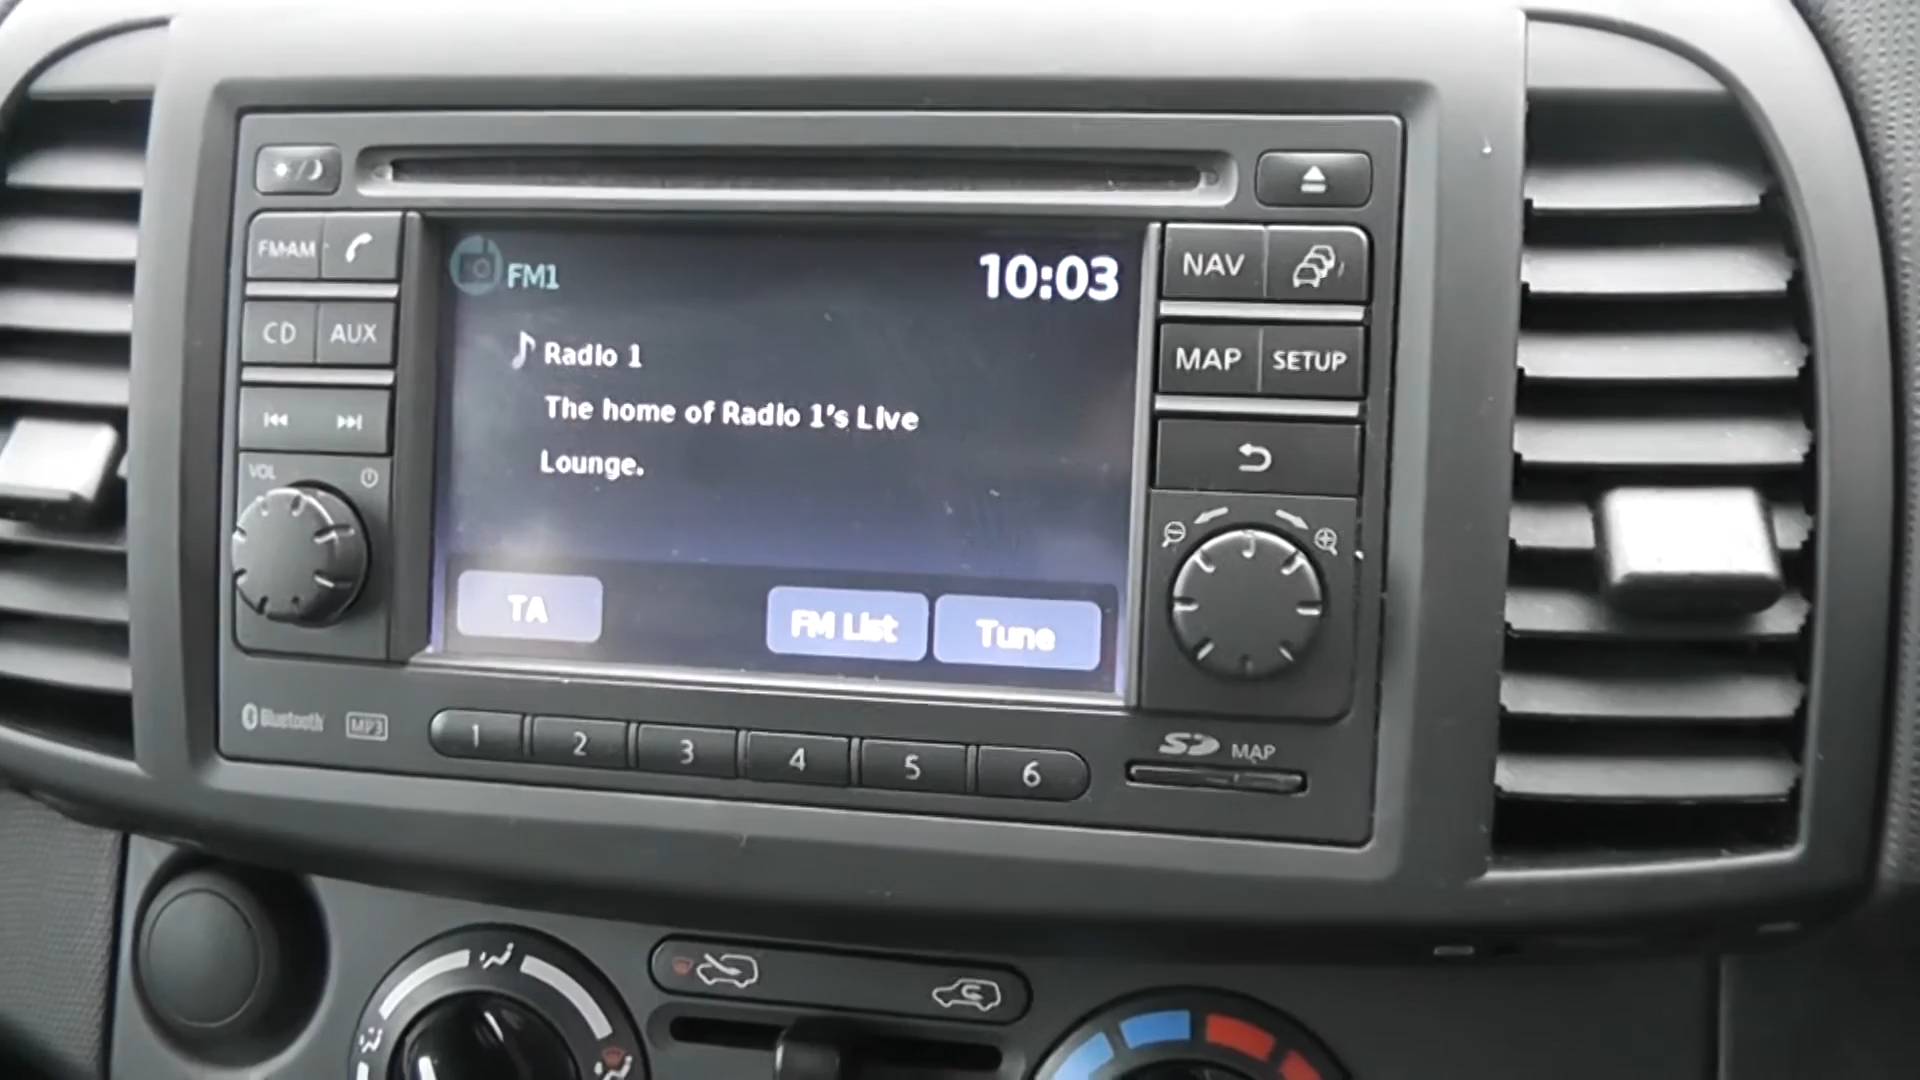 FM·AM
CD AUX
VOL
FM1
10:03
Radio 1
The home of Radio 1's Live
Lounge.
TA
FM List
Tune
NAV
MAP SETUP
Bluetooth
MP3
1 2 3 4 5 6
SD MAP